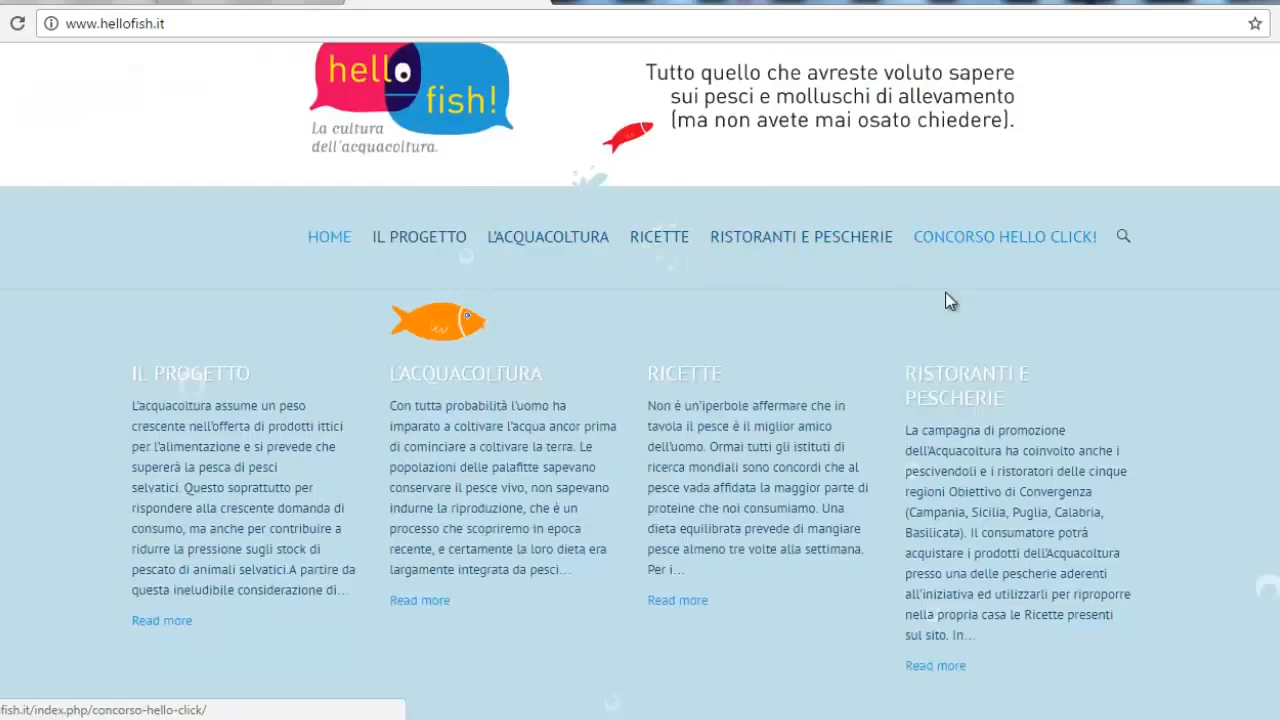 www.hellofish.it
hello
fish!
La cultura
dell'acquacoltura.
Tutto quello che avreste voluto sapere
sui pesci e molluschi di allevamento
(ma non avete mai osato chiedere).
HOME IL PROGETTO L'ACQUACOLTURA RICETTE RISTORANTI E PESCHERIE CONCORSO HELLO CLICK!
IL PROGETTO
L'acquacoltura assume un peso
crescente nell'offerta di prodotti ittici
per l'alimentazione e si prevede che
supererà la pesca di pesci
selvatici. Questo soprattutto per
rispondere alla crescente domanda di
consumo, ma anche per contribuire a
ridurre la pressione sugli stock di
pescato di animali selvatici.A partire da
questa ineludibile considerazione di...
Read more
L'ACQUACOLTURA
Con tutta probabilità l'uomo ha
imparato a coltivare l'acqua ancor prima
di cominciare a coltivare la terra. Le
popolazioni delle palafitte sapevano
conservare il pesce vivo, non sapevano
indurne la riproduzione, che è un
processo che scopriremo in epoca
recente, e certamente la loro dieta era
largamente integrata da pesci...
Read more
RICETTE
Non è un'iperbole affermare che in
tavola il pesce è il miglior amico
dell'uomo. Ormai tutti gli istituti di
ricerca mondiali sono concordi che al
pesce vada affidata la maggior parte di
proteine che noi consumiamo. Una
dieta equilibrata prevede di mangiare
pesce almeno tre volte alla settimana.
Per i...
Read more
RISTORANTI E
PESCHERIE
La campagna di promozione
dell'Acquacoltura ha coinvolto anche i
pescivendoli e i ristoratori delle cinque
regioni Obiettivo di Convergenza
(Campania, Sicilia, Puglia, Calabria,
Basilicata). Il consumatore potrà
acquistare i prodotti dell'Acquacoltura
presso una delle pescherie aderenti
all'iniziativa ed utilizzarli per riproporre
nella propria casa le Ricette presenti
sul sito. In...
Read more
fish.it/index.php/concorso-hello-click/